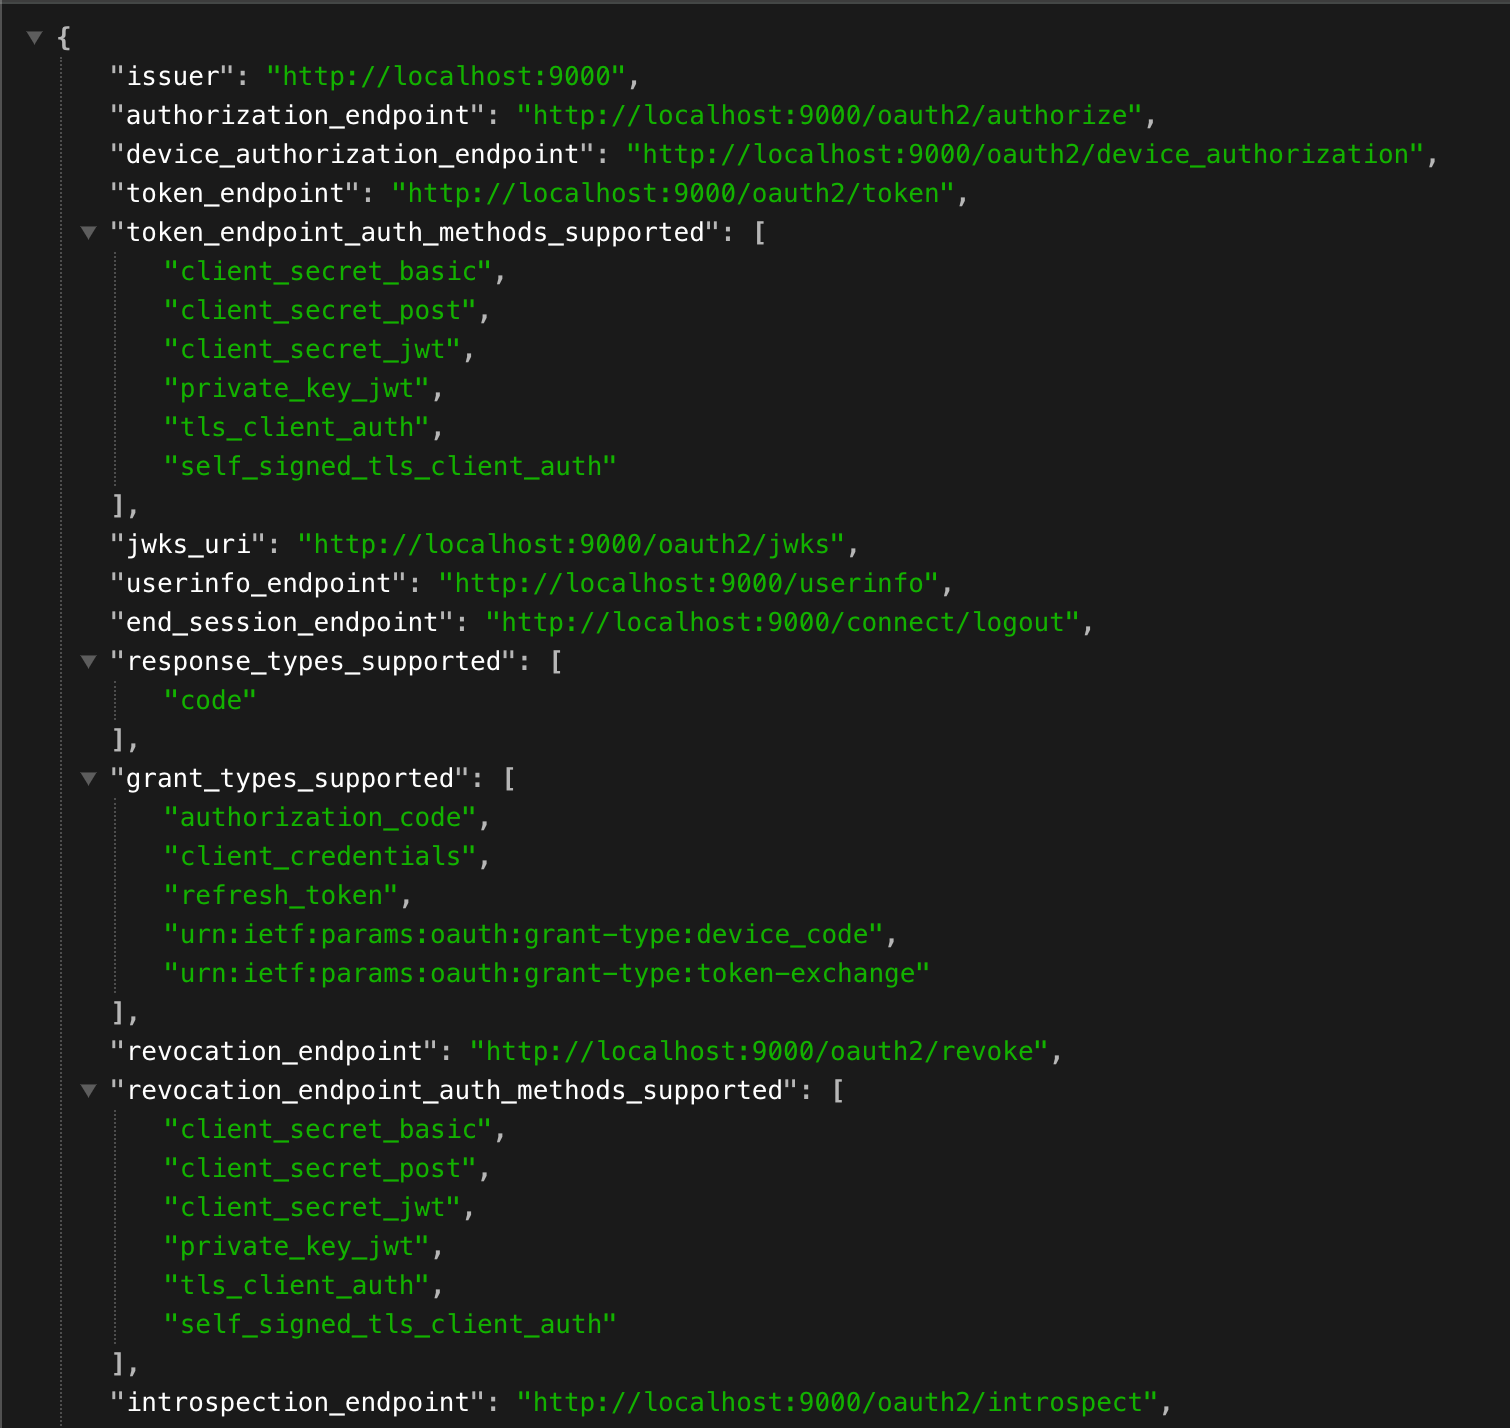 {
"issuer": "http://localhost:9000",
"authorization_endpoint": "http://localhost:9000/oauth2/authorize",
"device_authorization_endpoint": "http://localhost:9000/oauth2/device_authorization",
"token_endpoint": "http://localhost:9000/oauth2/token",
"token_endpoint_auth_methods_supported": [
"client_secret_basic",
"client_secret_post",
"client_secret_jwt",
"private_key_jwt",
"tls_client_auth",
"self_signed_tls_client_auth"
],
"jwks_uri": "http://localhost:9000/oauth2/jwks",
"userinfo_endpoint": "http://localhost:9000/userinfo",
"end_session_endpoint": "http://localhost:9000/connect/logout",
"response_types_supported": [
"code"
],
"grant_types_supported": [
"authorization_code",
"client_credentials",
"refresh_token",
"urn:ietf:params:oauth:grant-type:device_code",
"urn:ietf:params:oauth:grant-type:token-exchange"
],
"revocation_endpoint": "http://localhost:9000/oauth2/revoke",
"revocation_endpoint_auth_methods_supported": [
"client_secret_basic",
"client_secret_post",
"client_secret_jwt",
"private_key_jwt",
"tls_client_auth",
"self_signed_tls_client_auth"
],
"introspection_endpoint": "http://localhost:9000/oauth2/introspect",